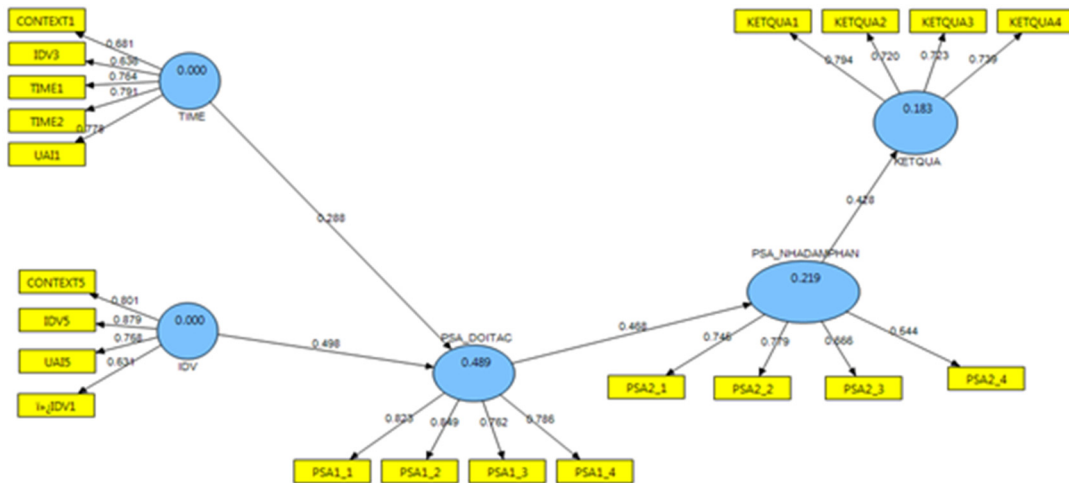 CONTEXT1
0.681
IDV3
0.636
TIME1
0.764
TIME2
0.791
UAI1
0.778
0.000
TIME
0.288
CONTEXT5
0.801
IDV5
0.879
UAI5
0.768
ï»¿IDV1
0.631
0.000
IDV
0.498
PSA_DOITAC
0.489
0.823
0.849
0.762
0.786
PSA1_1
PSA1_2
PSA1_3
PSA1_4
0.468
PSA_NHADAMPHAN
0.219
0.779
0.666
0.544
PSA2_1
PSA2_2
PSA2_3
PSA2_4
0.428
KETQUA1
KETQUA2
KETQUA3
KETQUA4
0.794
0.720
0.723
0.739
0.183
KETQUA